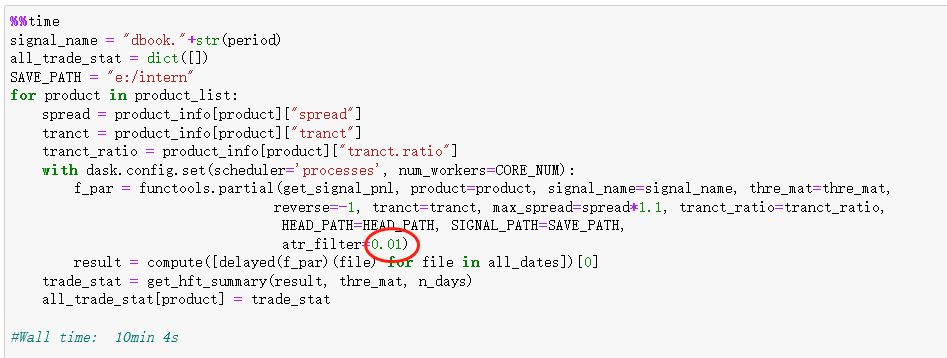 %%time
signal_name = "dbook."+str(period)
all_trade_stat = dict([])
SAVE_PATH = "e:/intern"
for product in product_list:
    spread = product_info[product]["spread"]
    tranct = product_info[product]["tranct"]
    tranct_ratio = product_info[product]["tranct.ratio"]
    with dask.config.set(scheduler='processes', num_workers=CORE_NUM):
        f_par = functools.partial(get_signal_pnl, product=product, signal_name=signal_name, thre_mat=thre_mat,
                                  reverse=-1, tranct=tranct, max_spread=spread*1.1, tranct_ratio=tranct_ratio,
                                   HEAD_PATH=HEAD_PATH, SIGNAL_PATH=SAVE_PATH,
                                   atr_filter=0.01)
        result = compute([delayed(f_par)(file) for file in all_dates])[0]
    trade_stat = get_hft_summary(result, thre_mat, n_days)
    all_trade_stat[product] = trade_stat
#Wall time:  10min 4s